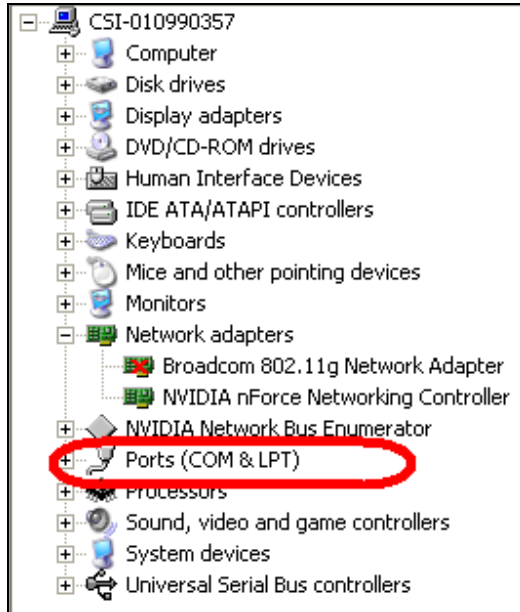 CSI-010990357
Computer
Disk drives
Display adapters
DVD/CD-ROM drives
Human Interface Devices
IDE ATA/ATAPI controllers
Keyboards
Mice and other pointing devices
Monitors
Network adapters
Broadcom 802.11g Network Adapter
NVIDIA nForce Networking Controller
NVIDIA Network Bus Enumerator
Ports (COM & LPT)
Processors
Sound, video and game controllers
System devices
Universal Serial Bus controllers